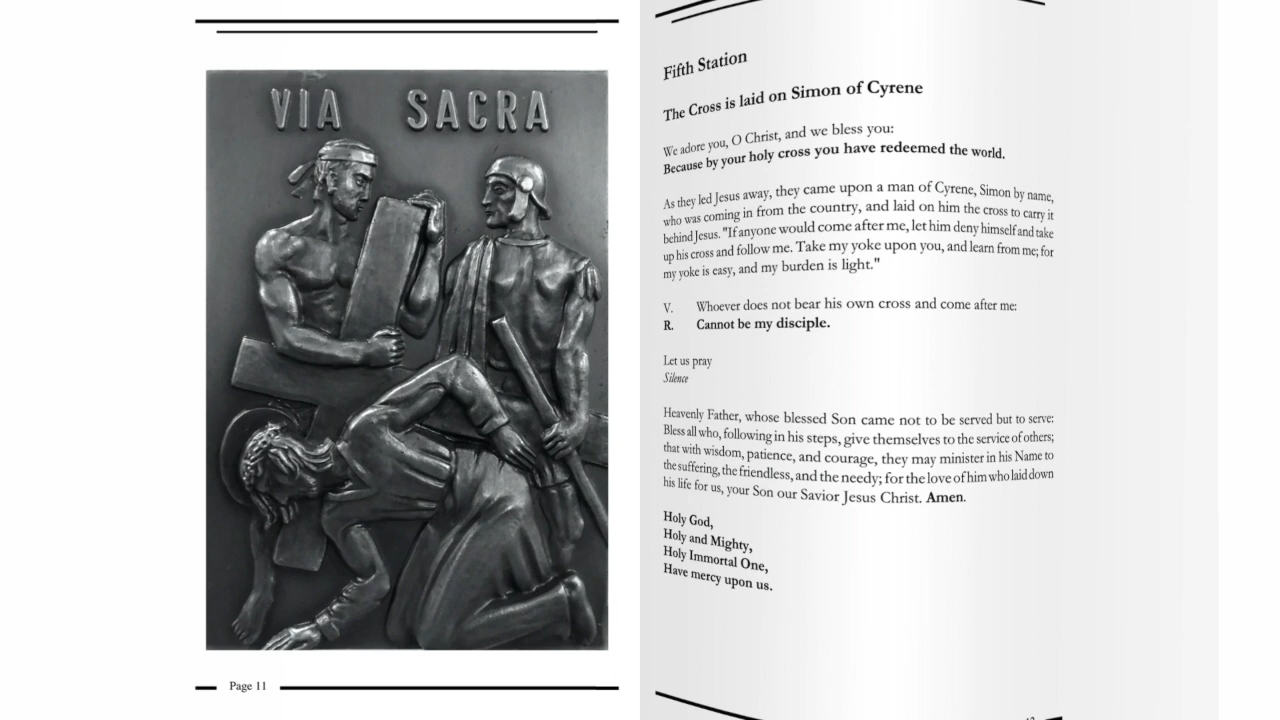 VIA SACRA
Page 11
Fifth Station
The Cross is laid on Simon of Cyrene
We adore you, O Christ, and we bless you:
Because by your holy cross you have redeemed the world.
As they led Jesus away, they came upon a man of Cyrene, Simon by name,
who was coming in from the country, and laid on him the cross to carry it
behind Jesus. "If anyone would come after me, let him deny himself and take
up his cross and follow me. Take my yoke upon you, and learn from me; for
my yoke is easy, and my burden is light."
V. Whoever does not bear his own cross and come after me:
R. Cannot be my disciple.
Let us pray
Silence
Heavenly Father, whose blessed Son came not to be served but to serve:
Bless all who, following in his steps, give themselves to the service of others;
that with wisdom, patience, and courage, they may minister in his Name to
the suffering, the friendless, and the needy; for the love of him who laid down
his life for us, your Son our Savior Jesus Christ. Amen.
Holy God,
Holy and Mighty,
Holy Immortal One,
Have mercy upon us.